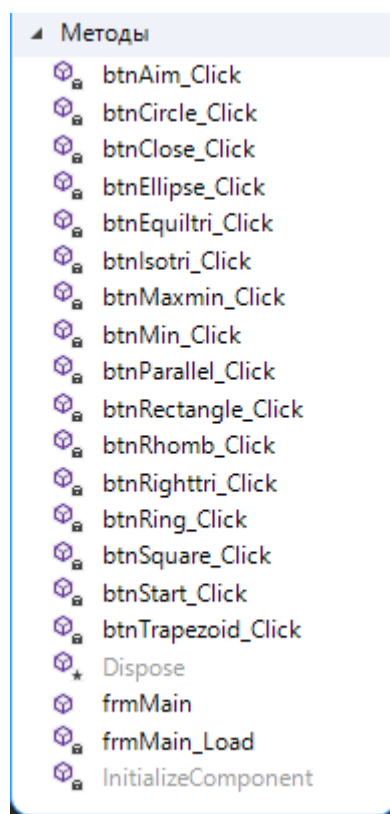 Методы
btnAim_Click
btnCircle_Click
btnClose_Click
btnEllipse_Click
btnEquiltri_Click
btnIsotri_Click
btnMaxmin_Click
btnMin_Click
btnParallel_Click
btnRectangle_Click
btnRhomb_Click
btnRighttri_Click
btnRing_Click
btnSquare_Click
btnStart_Click
btnTrapezoid_Click
Dispose
frmMain
frmMain_Load
InitializeComponent